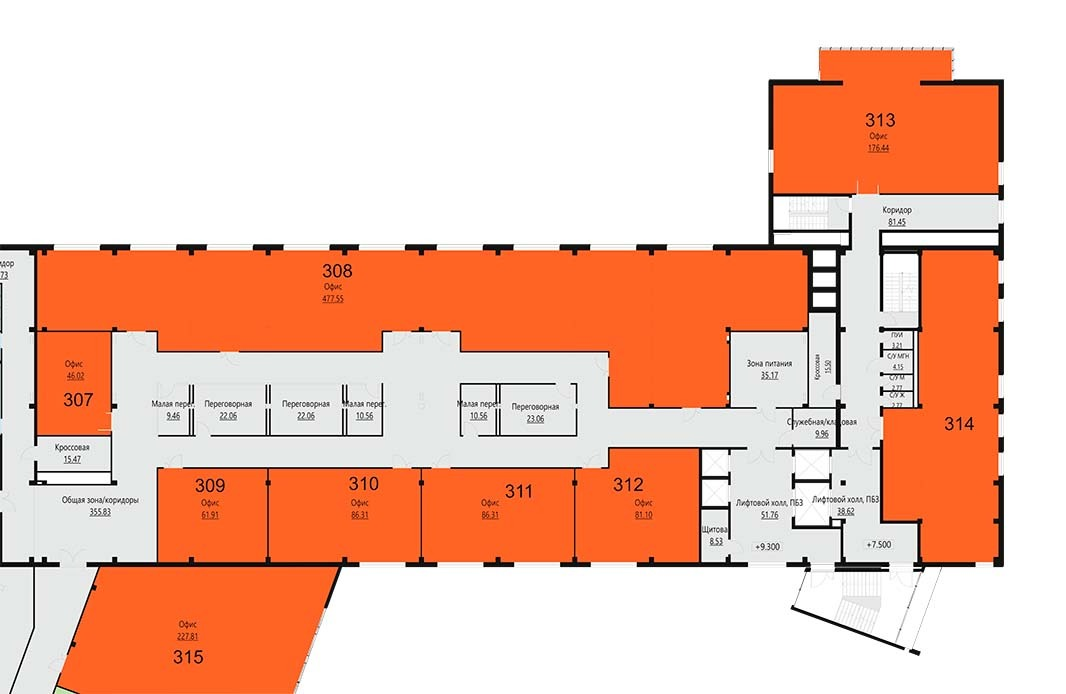 313
Офис
176.44
Коридор
81.45
дор
73
308
Офис
477.55
ПУИ
3.21
С/У МГН
4.15
С/У М
2.77
С/У Ж
2.77
Зона питания
35.17
Кроссовая
15.50
Офис
46.02
307
Малая перег.
9.46
Переговорная
22.06
Переговорная
22.06
Малая перег.
10.56
Малая перег.
10.56
Переговорная
23.06
Служебная/кладовая
9.96
314
Кроссовая
15.47
Общая зона/коридоры
355.83
309
Офис
61.91
310
Офис
86.31
311
Офис
86.31
312
Офис
81.10
Щитовая
8.53
Лифтовой холл, ПБЗ
51.76
+9.300
Лифтовой холл, ПБЗ
38.62
+7.500
Офис
227.81
315